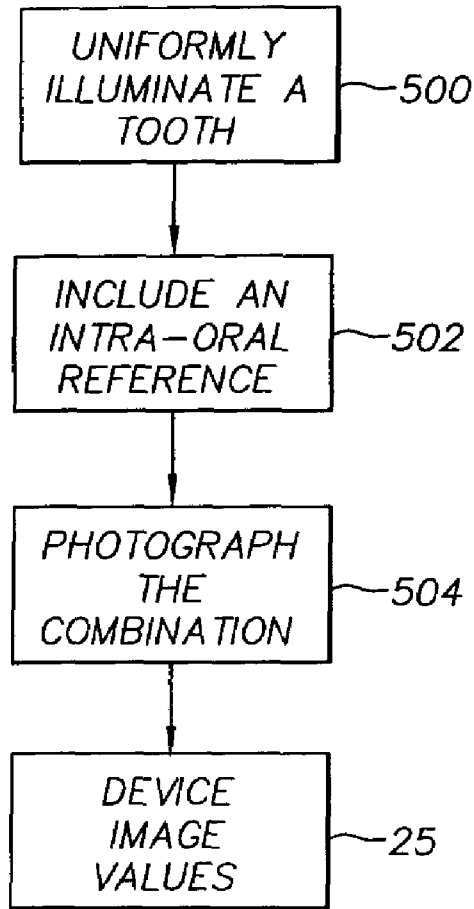 UNIFORMLY
ILLUMINATE A
TOOTH
500
INCLUDE AN
INTRA-ORAL
REFERENCE
502
PHOTOGRAPH
THE
COMBINATION
504
DEVICE
IMAGE
VALUES
25